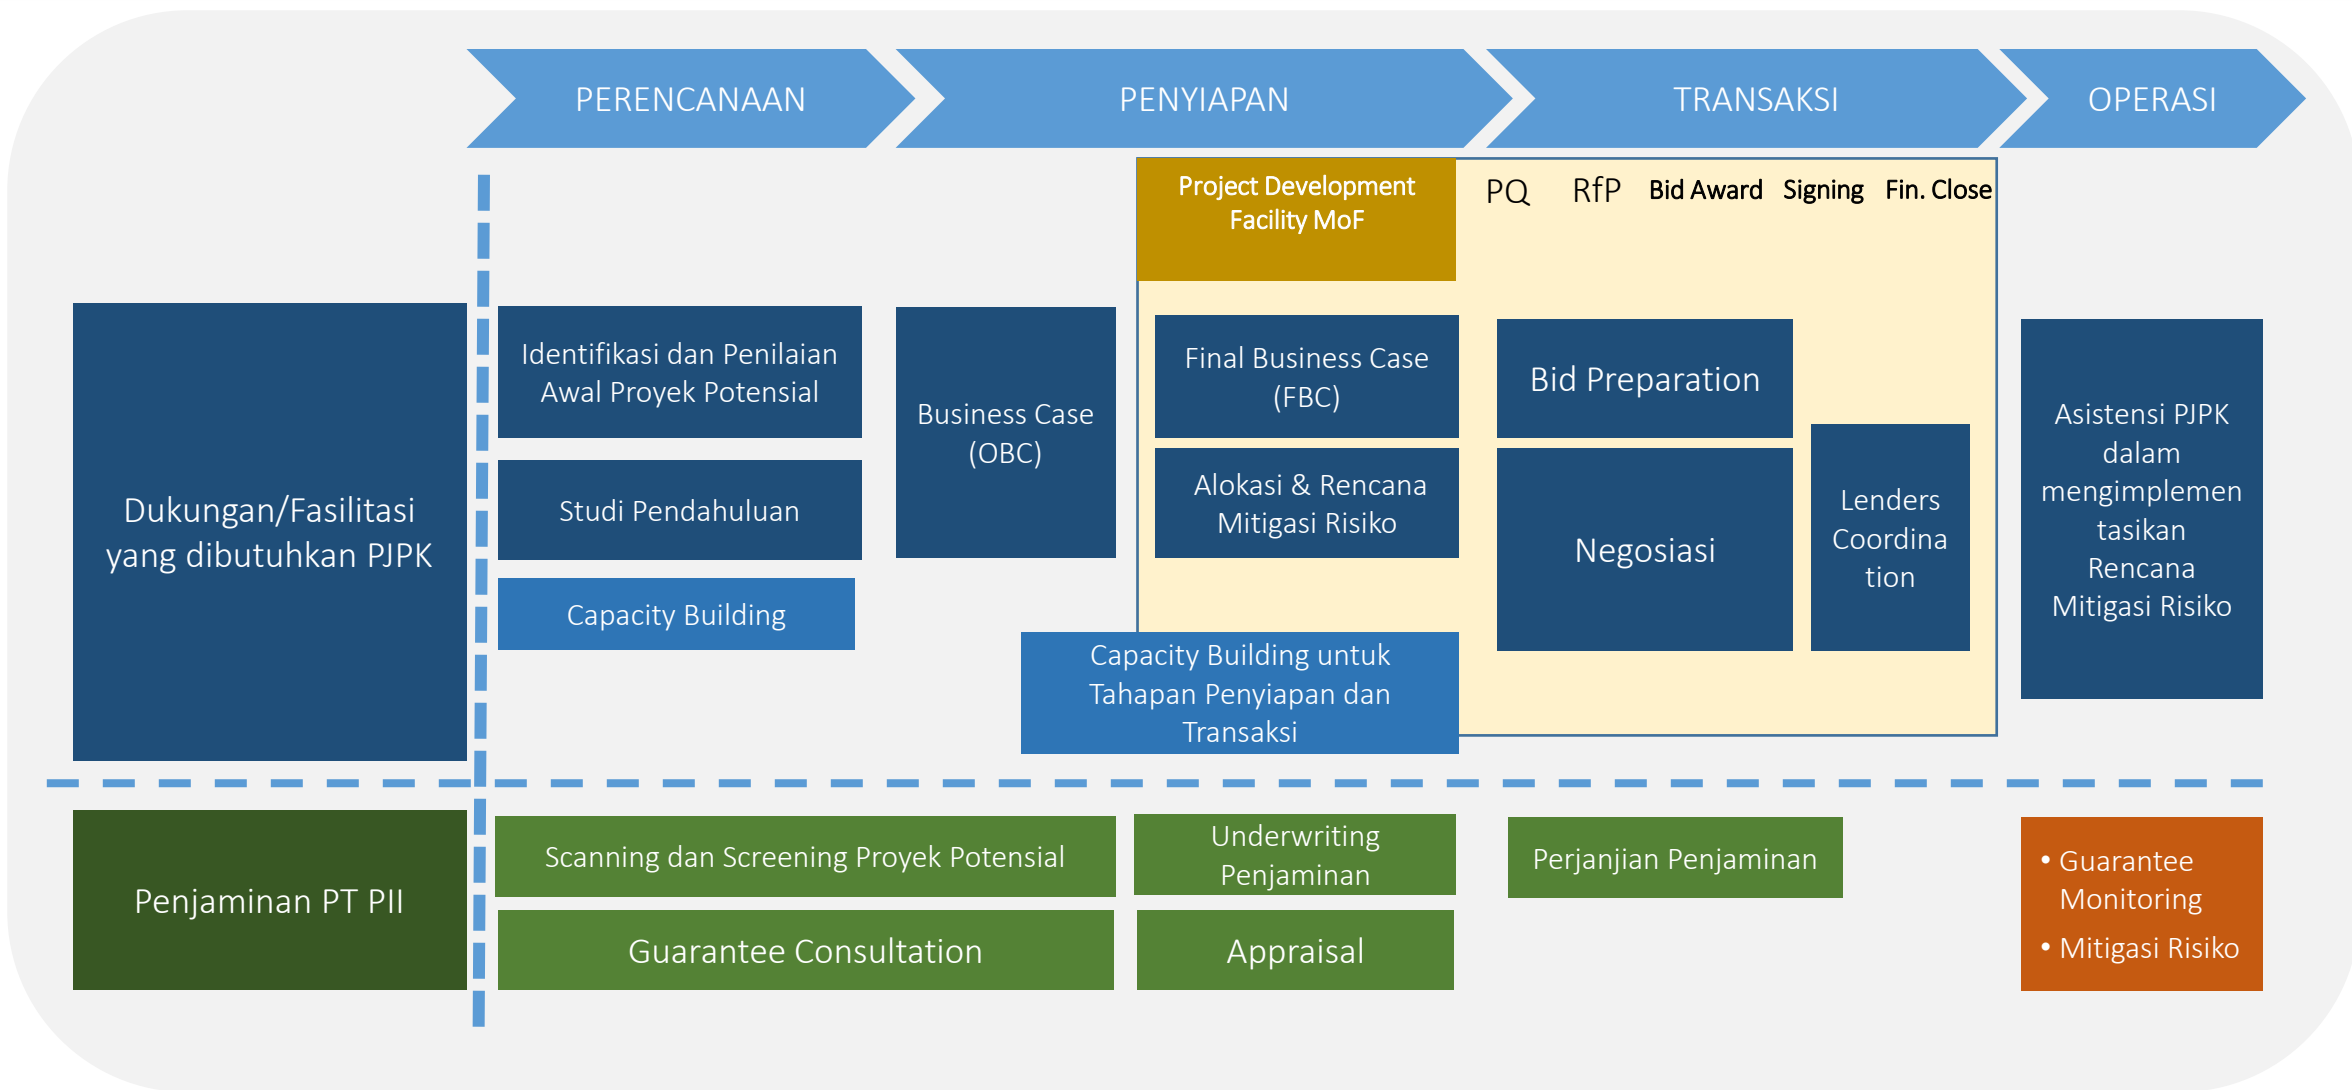 PERENCANAAN
PENYIAPAN
TRANSAKSI
OPERASI
Project Development
Facility MoF
PQ
RfP
Bid Award
Signing
Fin. Close
Dukungan/Fasilitasi
yang dibutuhkan PJPK
Identifikasi dan Penilaian
Awal Proyek Potensial
Studi Pendahuluan
Capacity Building
Business Case
(OBC)
Final Business Case
(FBC)
Alokasi & Rencana
Mitigasi Risiko
Capacity Building untuk
Tahapan Penyiapan dan
Transaksi
Bid Preparation
Negosiasi
Lenders
Coordina
tion
Asistensi PJPK
dalam
mengimplemen
tasikan
Rencana
Mitigasi Risiko
Penjaminan PT PII
Scanning dan Screening Proyek Potensial
Guarantee Consultation
Underwriting
Penjaminan
Appraisal
Perjanjian Penjaminan
• Guarantee
Monitoring
• Mitigasi Risiko